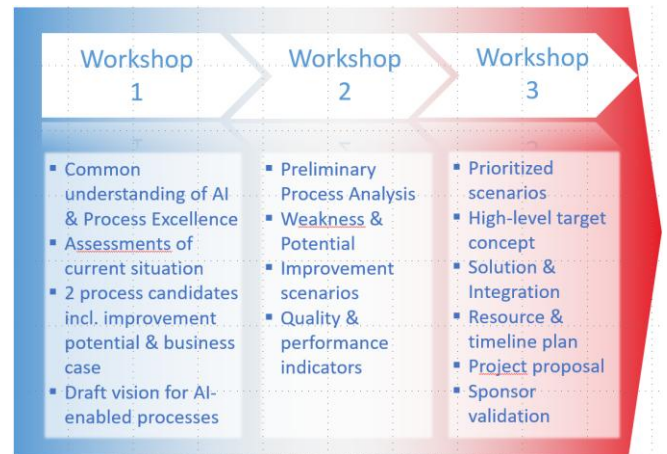 Workshop
1
Workshop
2
Workshop
3
▪ Common
understanding of AI
& Process Excellence
▪ Assessments of
current situation
▪ 2 process candidates
incl. improvement
potential & business
case
▪ Draft vision for AI-
enabled processes
▪ Preliminary
Process Analysis
▪ Weakness &
Potential
▪ Improvement
scenarios
▪ Quality &
performance
indicators
▪ Prioritized
scenarios
▪ High-level target
concept
▪ Solution &
Integration
▪ Resource &
timeline plan
▪ Project proposal
▪ Sponsor
validation